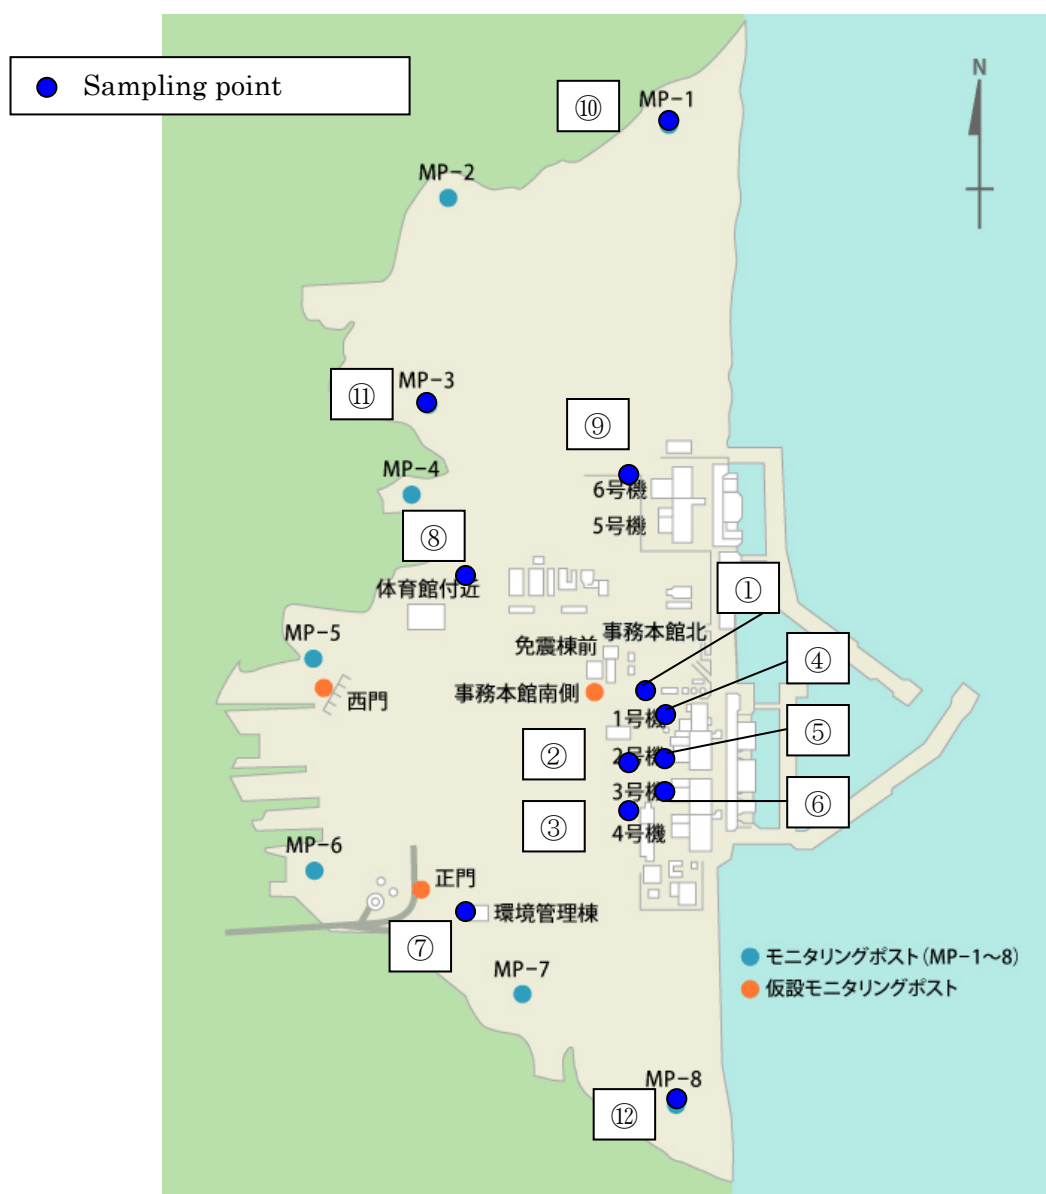 Sampling point
N
⑩
MP-1
MP-2
⑪
MP-3
⑨
MP-4
6号機
5号機
⑧
体育館付近
①
MP-5
免震棟前
事務本館北
④
西門
事務本館南側
1号機
⑤
②
2号機
3号機
⑥
③
4号機
MP-6
正門
環境管理棟
⑦
MP-7
モニタリングポスト(MP-1～8)
仮設モニタリングポスト
MP-8
⑫